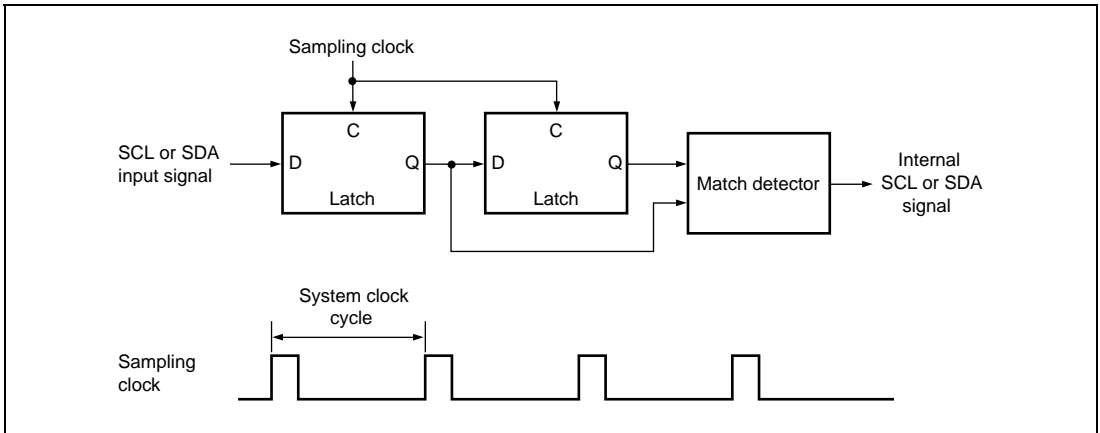 Sampling clock
SCL or SDA
input signal
C
D
Q
Latch
C
D
Q
Latch
Match detector
Internal
SCL or SDA
signal
System clock
cycle
Sampling
clock